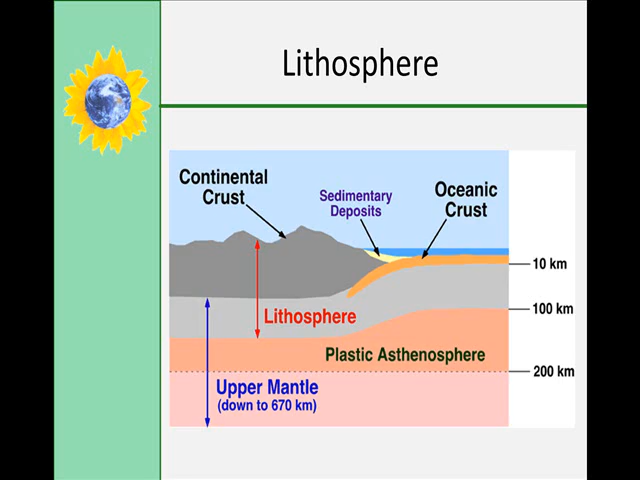 Lithosphere
Continental
Crust
Sedimentary
Deposits
Oceanic
Crust
10 km
Lithosphere
100 km
Plastic Asthenosphere
200 km
Upper Mantle
(down to 670 km)